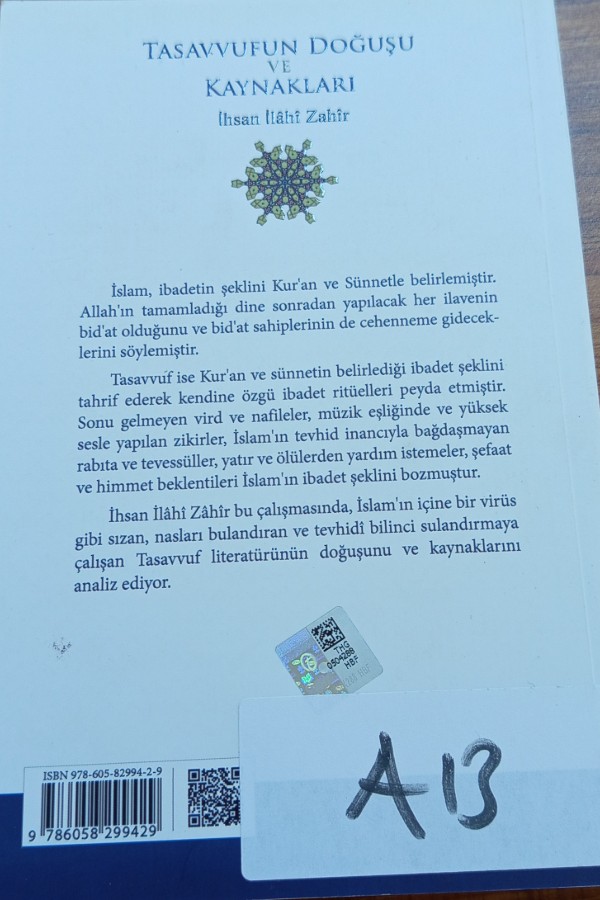 TASAVVUFUN DOĞUŞU
VE
KAYNAKLARI
İhsan İlâhî Zahîr
İslam, ibadetin şeklini Kur'an ve Sünnetle belirlemiştir.
Allah'ın tamamladığı dine sonradan yapılacak her ilavenin
bid'at olduğunu ve bid'at sahiplerinin de cehenneme gidecek-
lerini söylemiştir.
Tasavvuf ise Kur'an ve sünnetin belirlediği ibadet şeklini
tahrif ederek kendine özgü ibadet ritüelleri peyda etmiştir.
Sonu gelmeyen vird ve nafileler, müzik eşliğinde ve yüksek
sesle yapılan zikirler, İslam'ın tevhid inancıyla bağdaşmayan
rabıta ve tevessüller, yatır ve ölülerden yardım istemeler, şefaat
ve himmet beklentileri İslam'ın ibadet şeklini bozmuştur.
İhsan İlâhî Zâhîr bu çalışmasında, İslam'ın içine bir virüs
gibi sızan, nasları bulandıran ve tevhidî bilinci sulandırmaya
çalışan Tasavvuf literatürünün doğuşunu ve kaynaklarını
analiz ediyor.
THG
0504288
HBF
ISBN 978-605-82994-2-9
9 786058 299429
A13